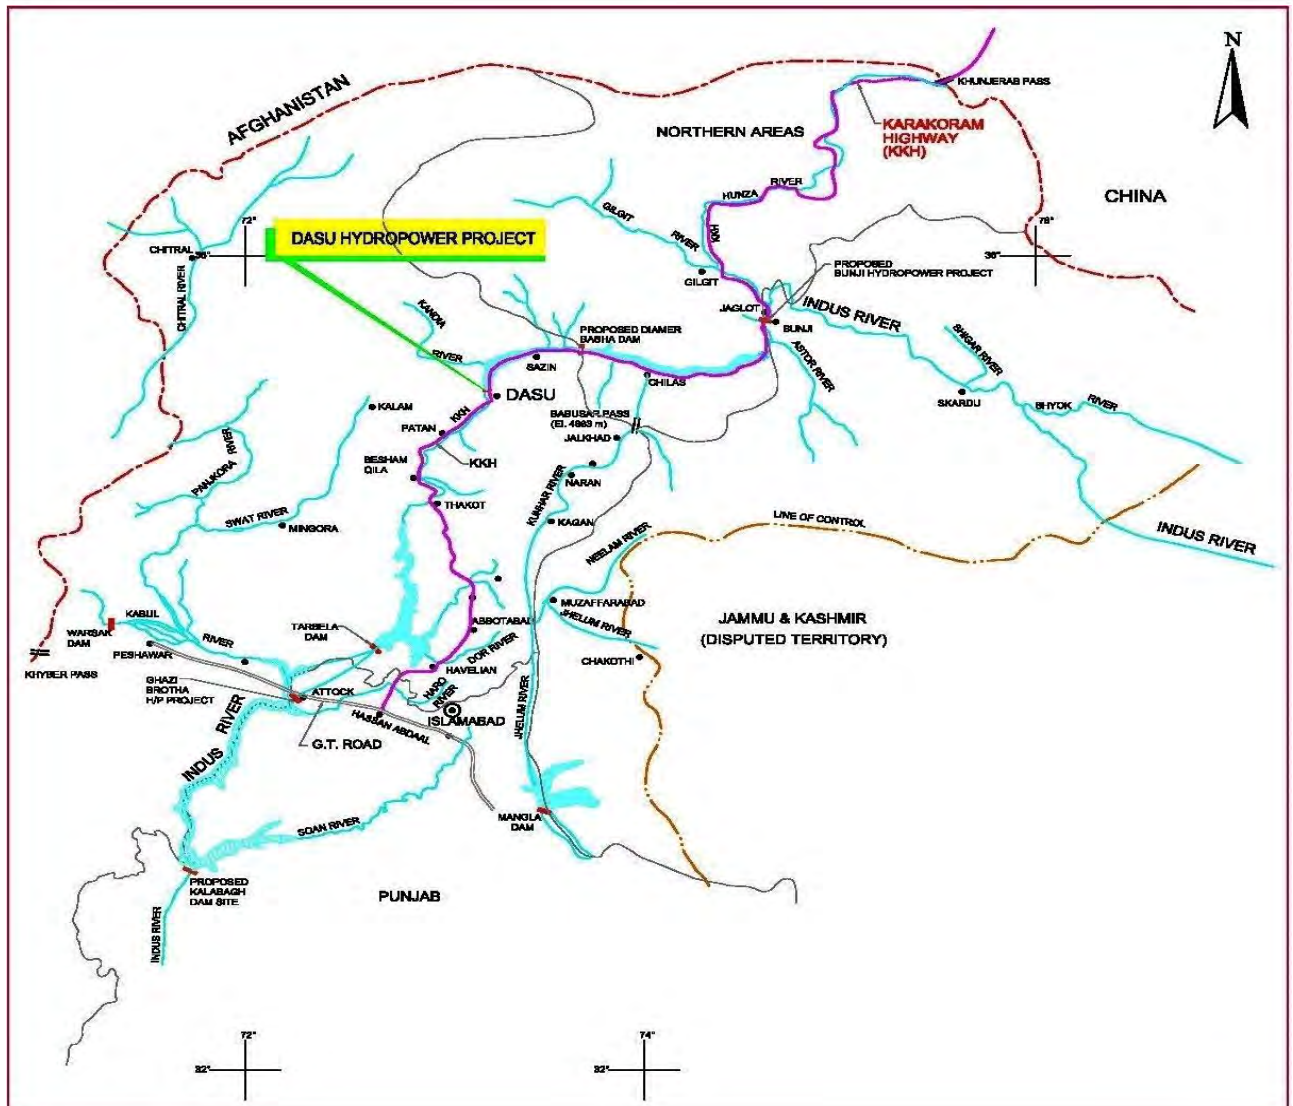 N
KHUNJERAB PASS
AFGHANISTAN
NORTHERN AREAS
KARAKORAM
HIGHWAY
(KKH)
CHINA
HUNZA
RIVER
GILGIT
RIVER
KKH
72°
36°
CHITRAL
CHITRAL RIVER
DASU HYDROPOWER PROJECT
36°
PROPOSED
BUNJI HYDROPOWER PROJECT
GILGIT
JAGLOT
BUNJI
INDUS RIVER
KANDIA
RIVER
PROPOSED DIAMER
BASHA DAM
SAZIN
CHILAS
ASTOR RIVER
SHIGAR RIVER
SKARDU
SHYOK
RIVER
DASU
KALAM
KKH
PATAN
KKH
BABUSAR PASS
JALKHAD
BESHAM
QILA
THAKOT
NARAN
KUNHAR RIVER
KAGAN
PANJKORA
RIVER
SWAT RIVER
MINGORA
LINE OF CONTROL
NEELAM RIVER
INDUS RIVER
KABUL
RIVER
WARSAK
DAM
PESHAWAR
KHYBER PASS
TARBELA
DAM
ABBOTABAD
MUZAFFARABAD
JHELUM RIVER
JAMMU & KASHMIR
(DISPUTED TERRITORY)
CHAKOTHI
DOR RIVER
HAVELIAN
HARO
RIVER
GHAZI
BROTHA
H/P PROJECT
ATTOCK
HASSAN ABDAAL
ISLAMABAD
G.T. ROAD
INDUS RIVER
JHELUM RIVER
SOAN RIVER
MANGLA
DAM
PROPOSED
KALABAGH
DAM SITE
PUNJAB
INDUS RIVER
72°
32°
74°
32°